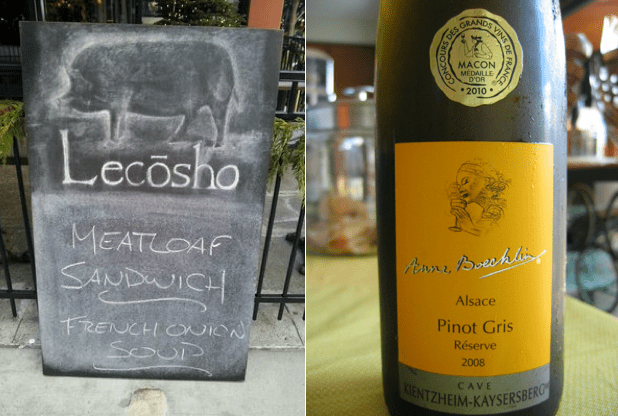 Lecōsho
MEATLOAF
SANDWICH
FRENCH ONION
SOUP
CONCOURS DES GRANDS VINS DE FRANCE
MACON
MÉDAILLE
D'OR
2010
Anne Boecklin
Alsace
Pinot Gris
Réserve
2008
CAVE
KIENTZHEIM-KAYSERSBERG